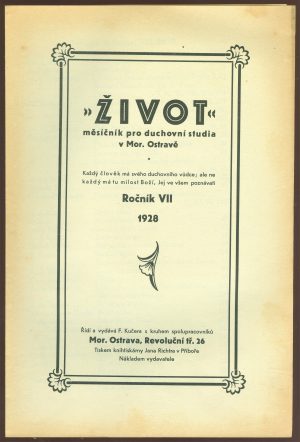 »ŽIVOT«
měsíčník pro duchovní studia
v Mor. Ostravě
Každý člověk má svého duchovního vůdce; ale ne
každý má tu milost Boží, Jej ve všem poznávati
Ročník VII
1928
Řídí a vydává F. Kučera s kruhem spolupracovníků
Mor. Ostrava, Revoluční tř. 26
Tiskem knihtiskárny Jana Richtra v Příboře
Nákladem vydavatele